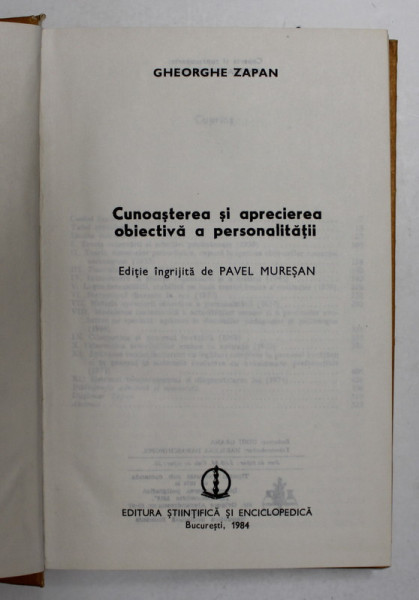 GHEORGHE ZAPAN
Cunoașterea și aprecierea
obiectivă a personalității
Ediție îngrijită de PAVEL MUREȘAN
EDITURA ȘTIINȚIFICĂ ȘI ENCICLOPEDICĂ
București, 1984